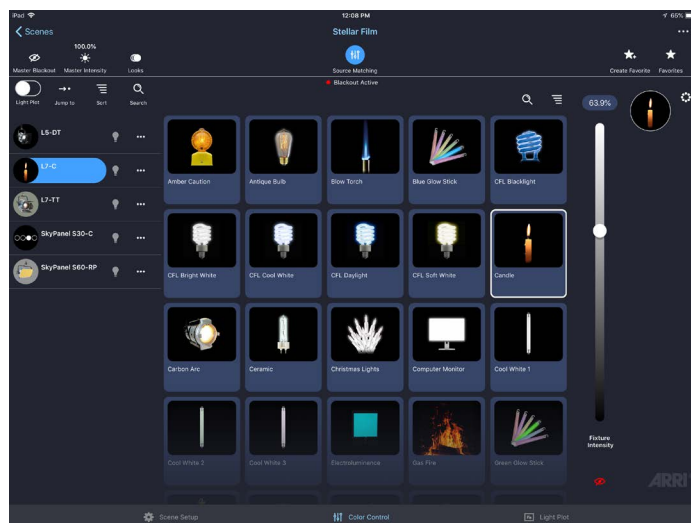 iPad
12:08 PM
66%
Scenes
Stellar Film
100.0%
Master Blackout
Master Intensity
Looks
Source Matching
Create Favorite
Favorites
Blackout Active
Light Plot
Jump to
Sort
Search
63.9%
L5-DT
L7-C
L7-TT
SkyPanel S30-C
SkyPanel S60-RP
Amber Caution
Antique Bulb
Blow Torch
Blue Glow Stick
CFL Blacklight
CFL Bright White
CFL Cool White
CFL Daylight
CFL Soft White
Candle
Carbon Arc
Ceramic
Christmas Lights
Computer Monitor
Cool White 1
Cool White 2
Cool White 3
Electroluminence
Gas Fire
Green Glow Stick
Fixture
Intensity
ARRI
Scene Setup
Color Control
Light Plot